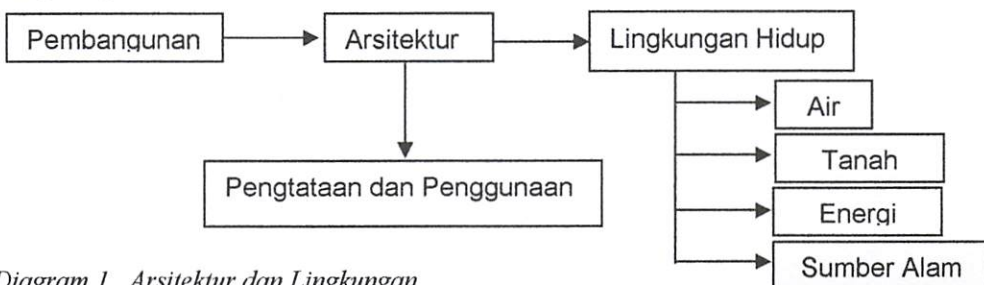 Pembangunan
Arsitektur
Lingkungan Hidup
Air
Tanah
Pengtataan dan Penggunaan
Energi
Sumber Alam
Diagram 1. Arsitektur dan Lingkungan